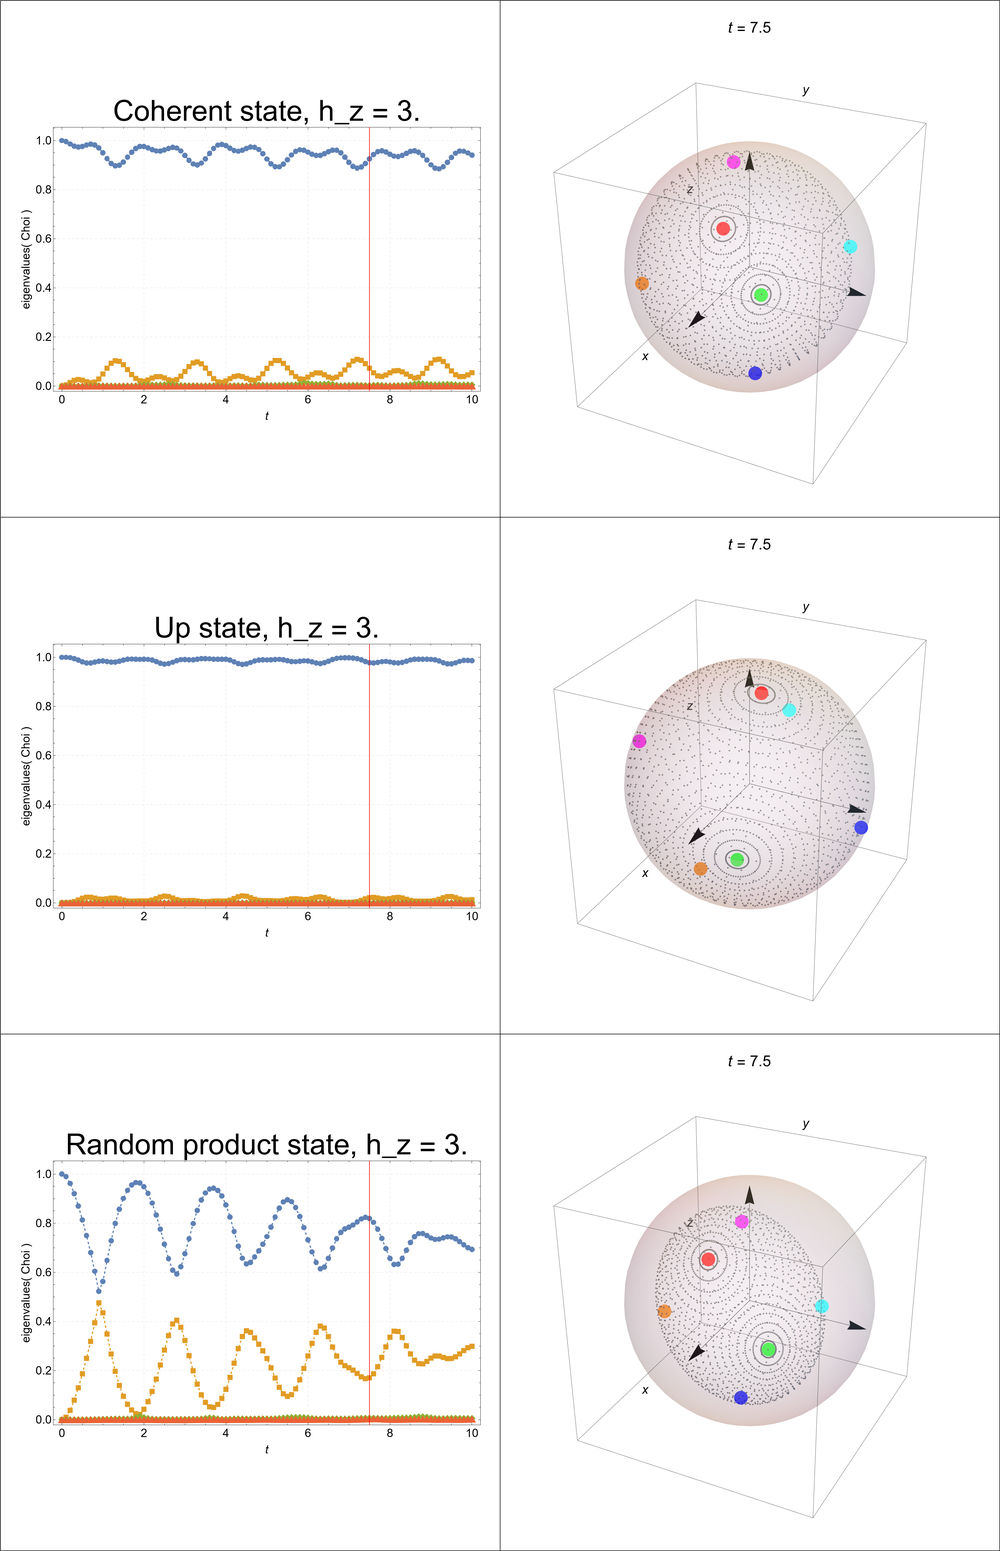 Coherent state, h_z = 3.
eigenvalues( Choi )
1.0
0.8
0.6
0.4
0.2
0.0
0 2 4 6 8 10
t
t = 7.5
y
z
x
Up state, h_z = 3.
eigenvalues( Choi )
1.0
0.8
0.6
0.4
0.2
0.0
0 2 4 6 8 10
t
t = 7.5
y
z
x
Random product state, h_z = 3.
eigenvalues( Choi )
1.0
0.8
0.6
0.4
0.2
0.0
0 2 4 6 8 10
t
t = 7.5
y
z
x